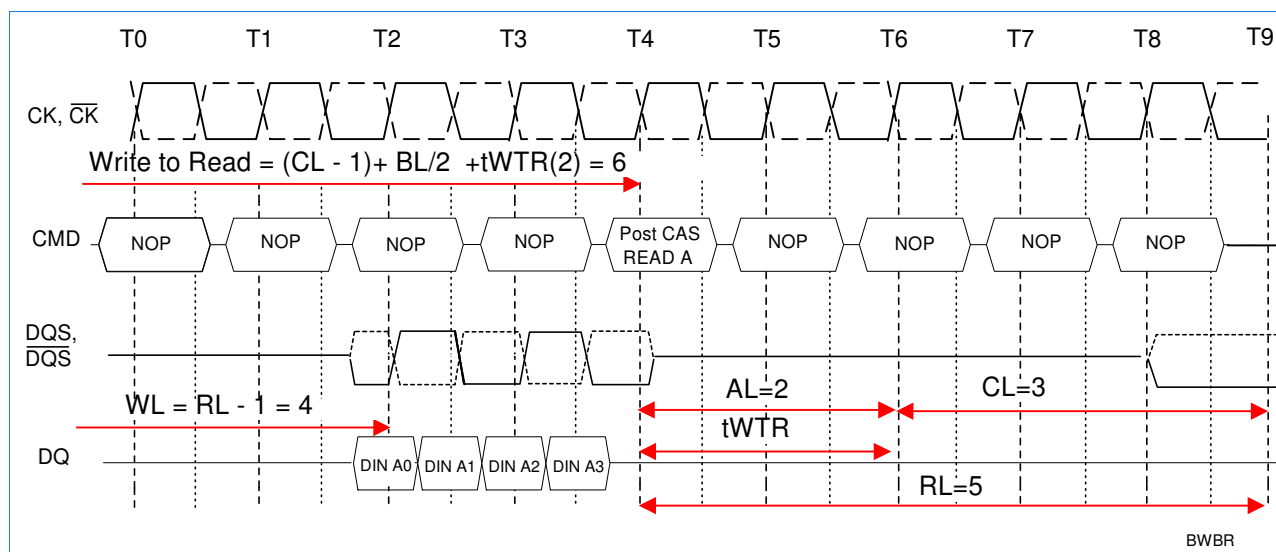 T0 T1 T2 T3 T4 T5 T6 T7 T8 T9
CK, CK
Write to Read = (CL - 1)+ BL/2 +tWTR(2) = 6
CMD NOP NOP NOP NOP Post CAS READ A NOP NOP NOP NOP
DQS,
DQS
AL=2 CL=3
WL = RL - 1 = 4
tWTR
DQ DIN A0 DIN A1 DIN A2 DIN A3
RL=5
BWBR